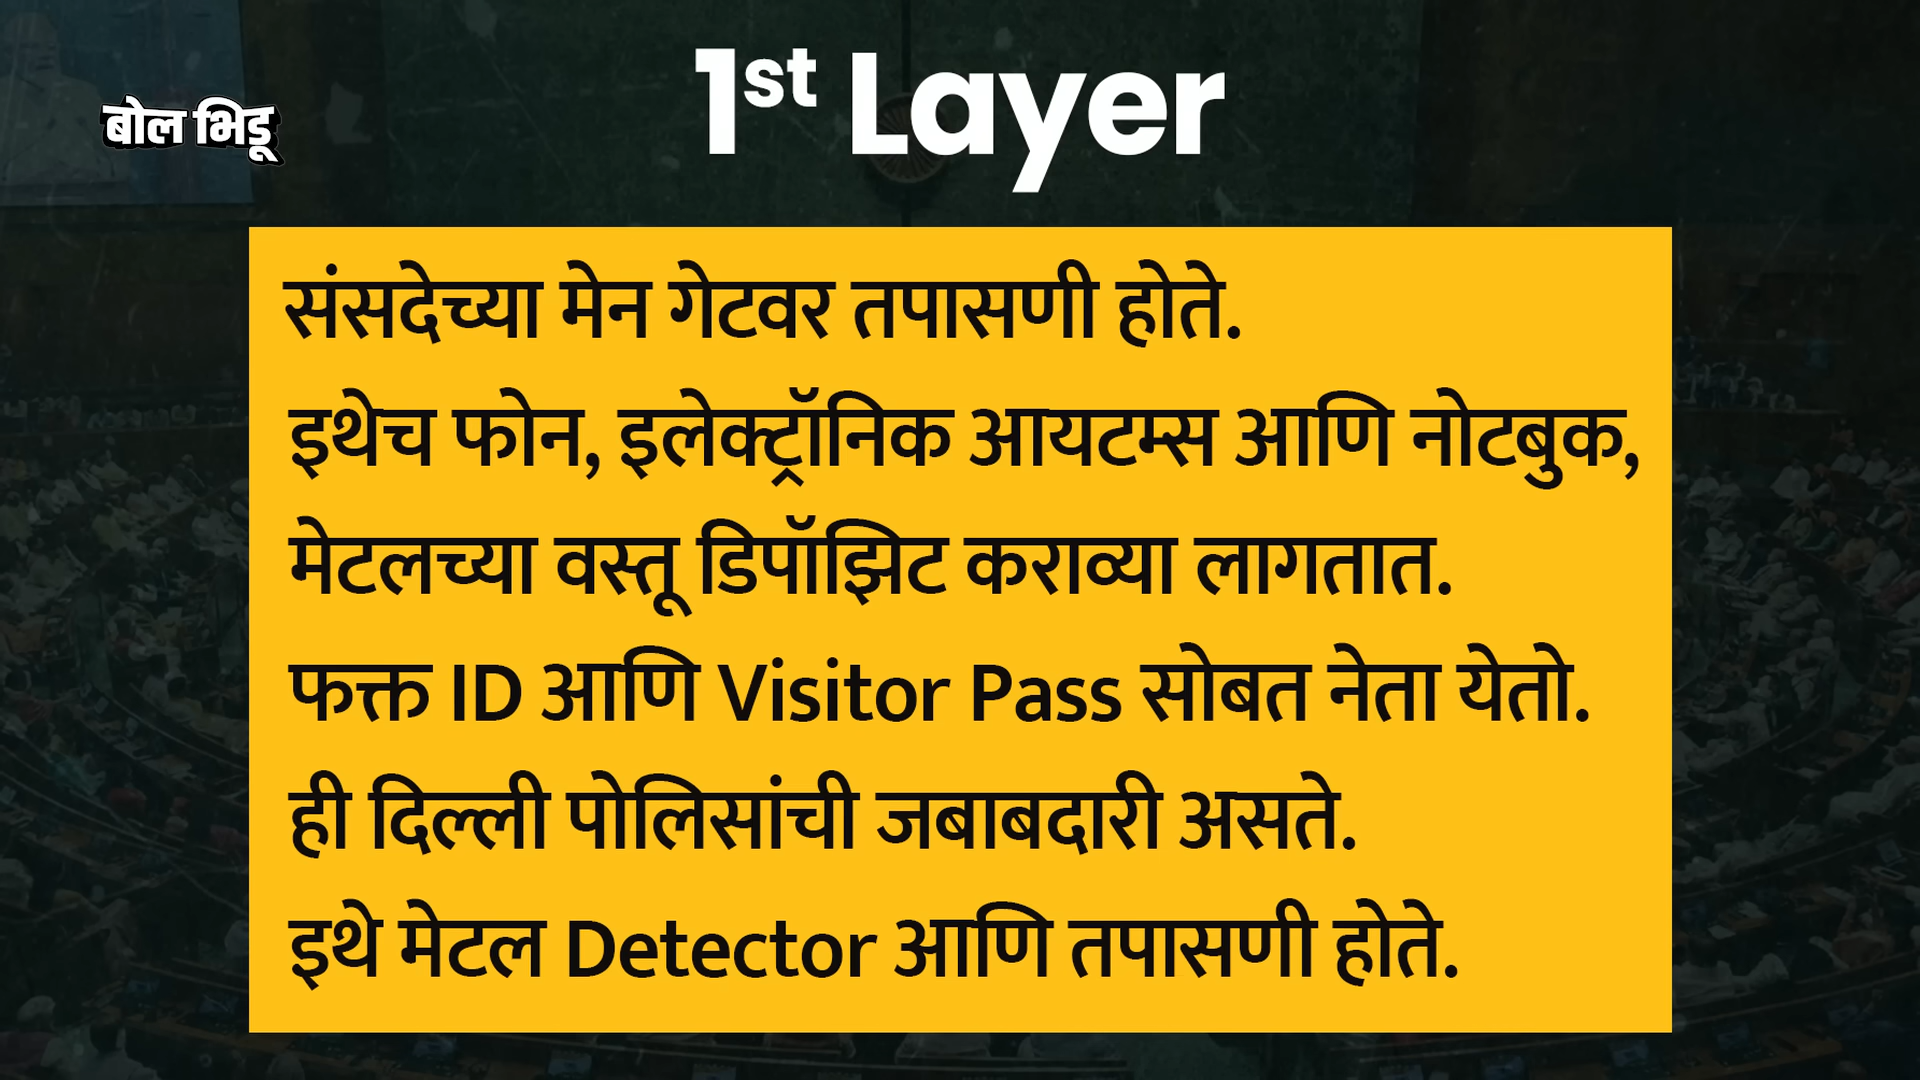 1st Layer
बोल भिडू
संसदेच्या मेन गेटवर तपासणी होते.
इथेच फोन, इलेक्ट्रॉनिक आयटम्स आणि नोटबुक,
मेटलच्या वस्तू डिपॉझिट कराव्या लागतात.
फक्त ID आणि Visitor Pass सोबत नेता येतो.
ही दिल्ली पोलिसांची जबाबदारी असते.
इथे मेटल Detector आणि तपासणी होते.